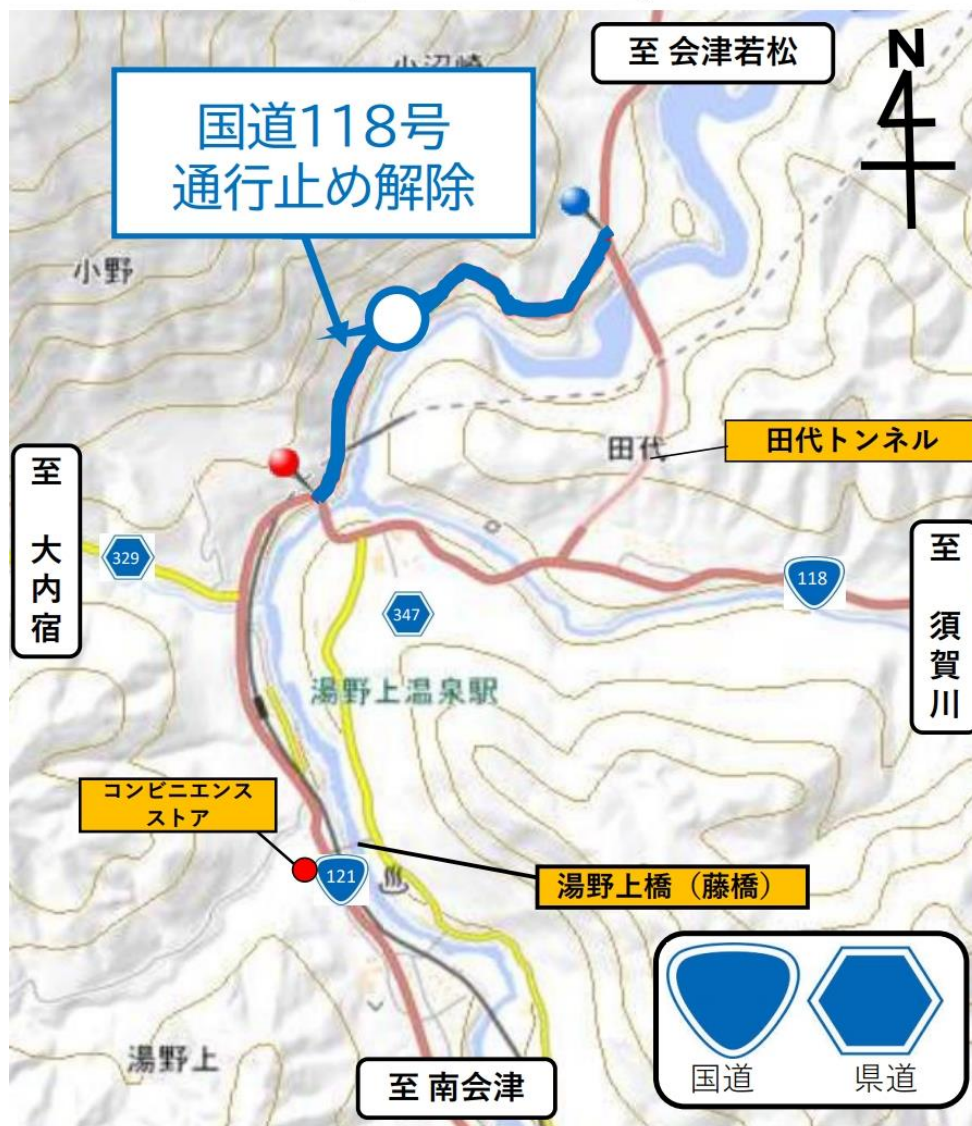 至 会津若松
N
小沼崎
国道118号
通行止め解除
小野
田代
田代トンネル
至 大内宿
329
118
至 須賀川
347
湯野上温泉駅
コンビニエンス
ストア
121
湯野上橋（藤橋）
湯野上
国道
県道
至 南会津